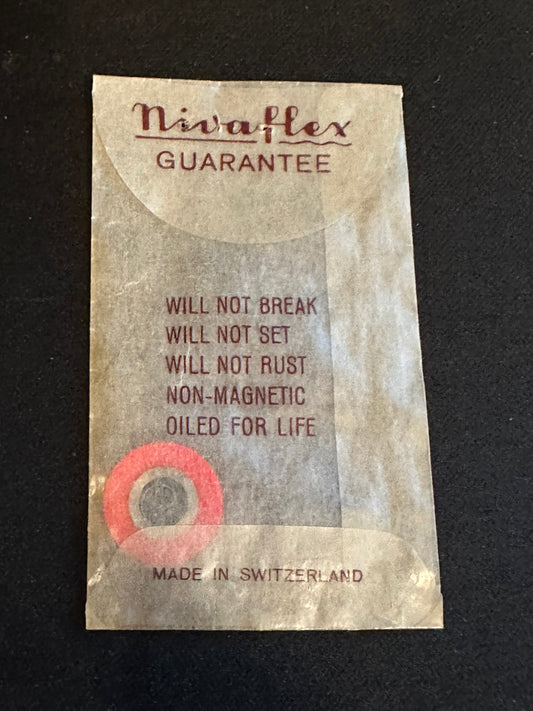 Nivaflex
GUARANTEE
WILL NOT BREAK
WILL NOT SET
WILL NOT RUST
NON-MAGNETIC
OILED FOR LIFE
MADE IN SWITZERLAND